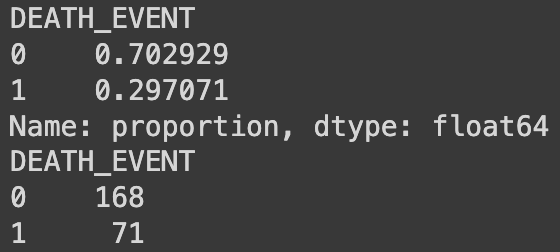 DEATH_EVENT
0    0.702929
1    0.297071
Name: proportion, dtype: float64
DEATH_EVENT
0    168
1     71